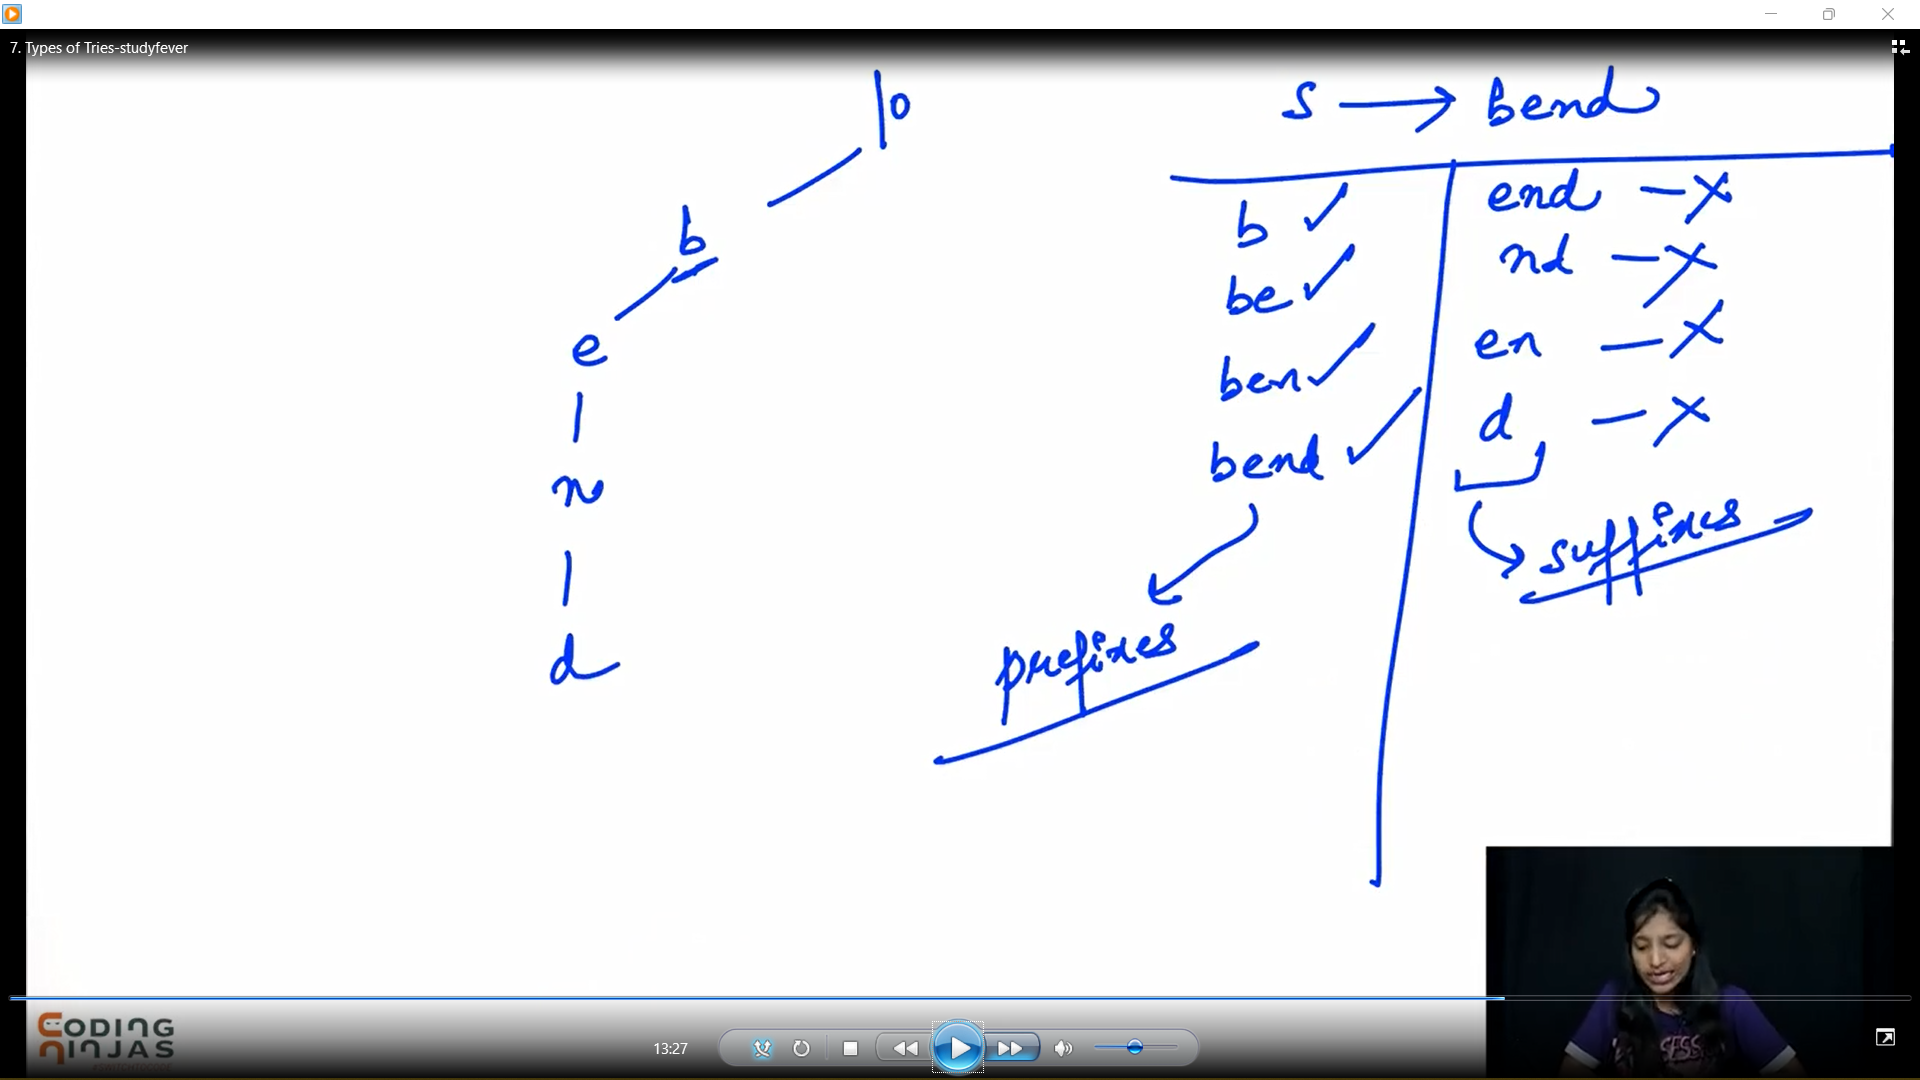 7. Types of Tries-studyfever
\0
b
e
n
d
S → bend
b ✓
be ✓
ben ✓
bend ✓
prefixes
end - x
nd - x
en - x
d - x
suffixes
CODING
NINJAS
13:27